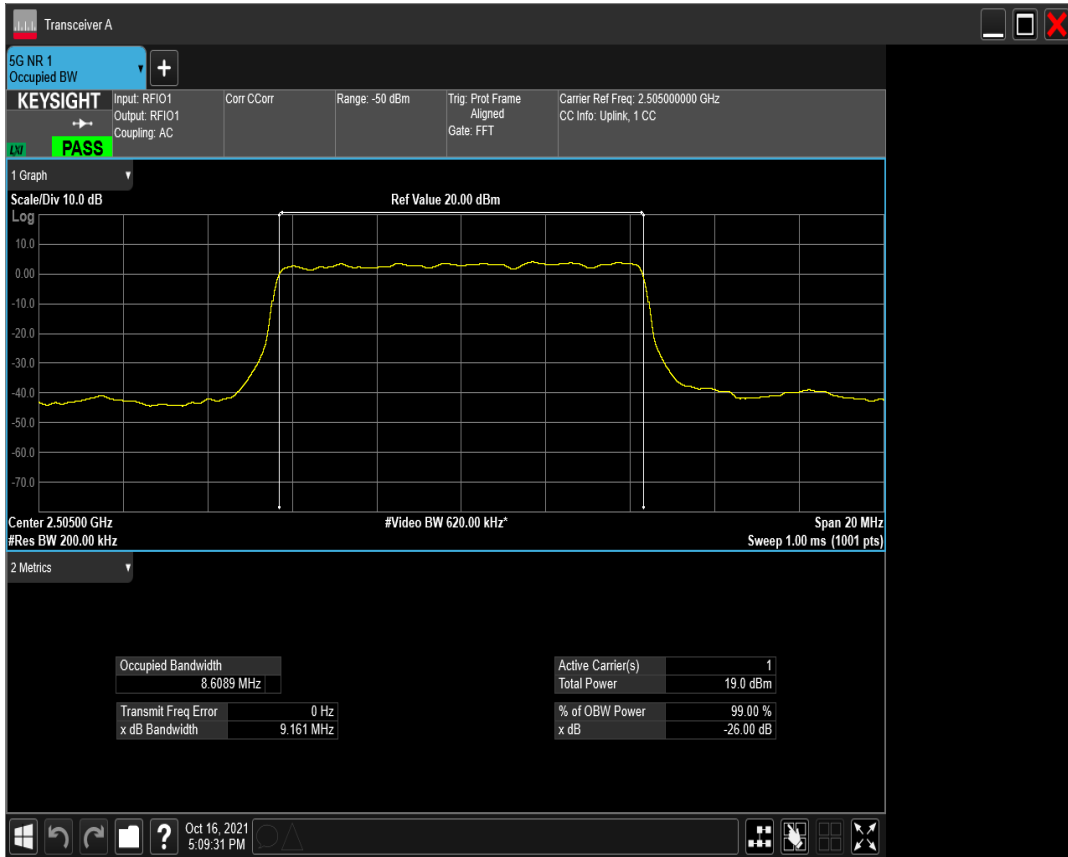 Transceiver A
5G NR 1
Occupied BW
+
KEYSIGHT
LXI
PASS
Input: RFIO1
Output: RFIO1
Coupling: AC
Corr CCorr
Range: -50 dBm
Trig: Prot Frame
Aligned
Gate: FFT
Carrier Ref Freq: 2.505000000 GHz
CC Info: Uplink, 1 CC
1 Graph
Scale/Div 10.0 dB
Ref Value 20.00 dBm
Log
10.0
0.00
-10.0
-20.0
-30.0
-40.0
-50.0
-60.0
-70.0
Center 2.50500 GHz
#Video BW 620.00 kHz*
Span 20 MHz
#Res BW 200.00 kHz
Sweep 1.00 ms (1001 pts)
2 Metrics
Occupied Bandwidth
8.6089 MHz
Transmit Freq Error 0 Hz
x dB Bandwidth 9.161 MHz
Active Carrier(s) 1
Total Power 19.0 dBm
% of OBW Power 99.00 %
x dB -26.00 dB
?
Oct 16, 2021
5:09:31 PM